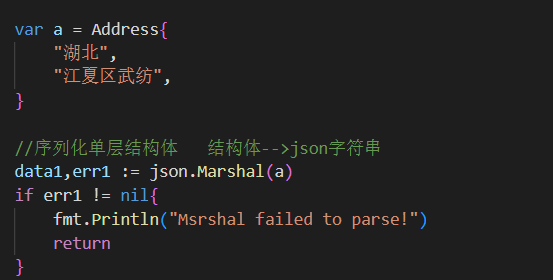 var a = Address{
    "湖北",
    "江夏区武纺",
}
//序列化单层结构体   结构体-->json字符串
data1,err1 := json.Marshal(a)
if err1 != nil{
    fmt.Println("Msrshal failed to parse!")
    return
}